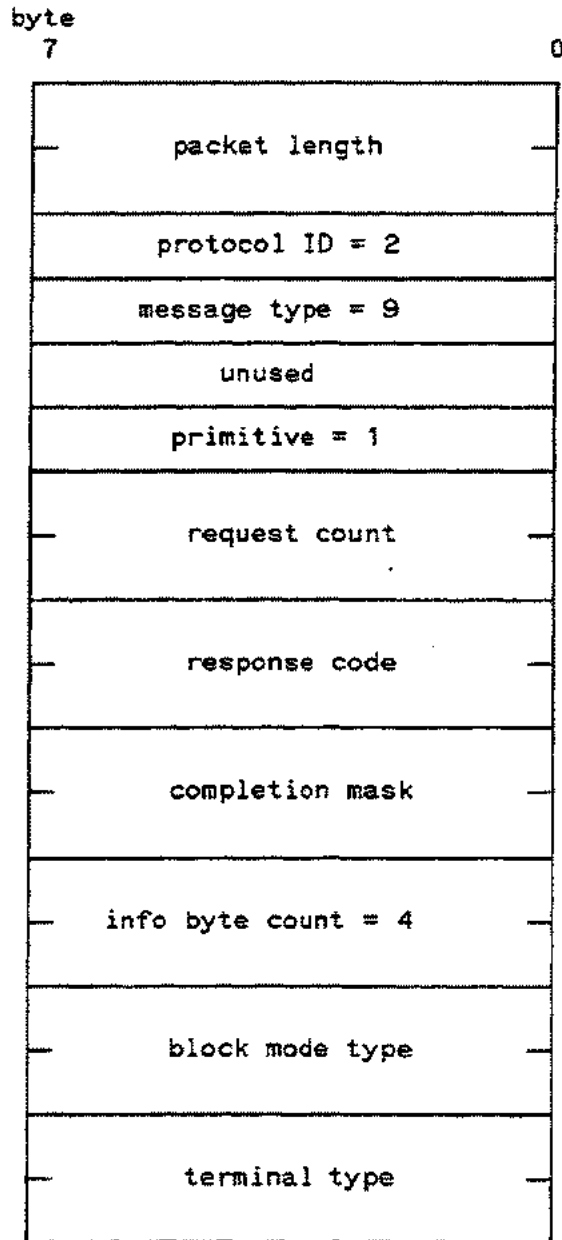 byte
7 0
packet length
protocol ID = 2
message type = 9
unused
primitive = 1
request count
response code
completion mask
info byte count = 4
block mode type
terminal type